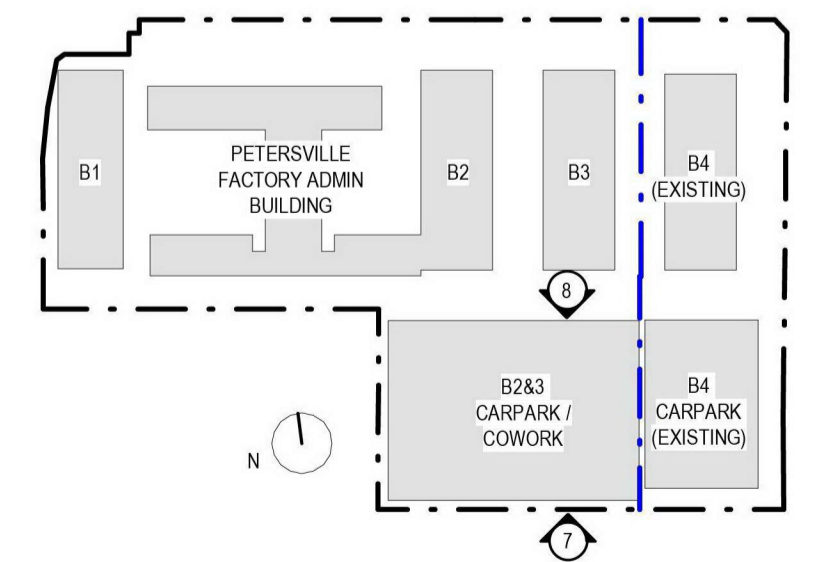 B1
PETERSVILLE
FACTORY ADMIN
BUILDING
B2
B3
B4
(EXISTING)
8
B2&3
CARPARK /
COWORK
B4
CARPARK
(EXISTING)
N
7